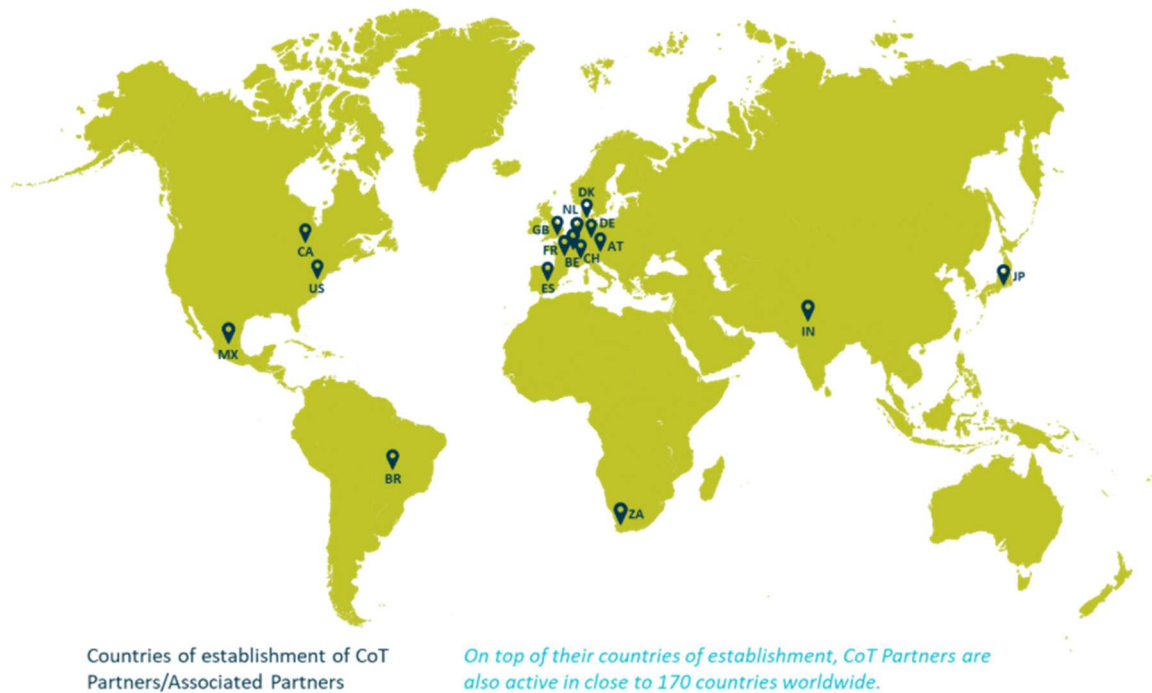 DK
NL
GB
DE
FR
AT
BE
CH
ES
CA
US
JP
IN
MX
BR
ZA
Countries of establishment of CoT
Partners/Associated Partners
On top of their countries of establishment, CoT Partners are
also active in close to 170 countries worldwide.